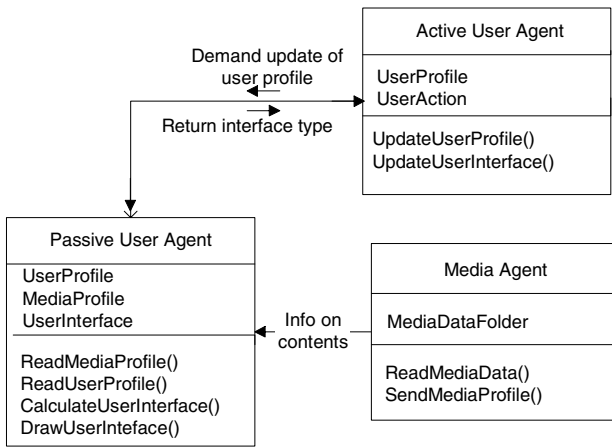 Active User Agent
UserProfile
UserAction
UpdateUserProfile()
UpdateUserInterface()
Demand update of
user profile
Return interface type
Passive User Agent
UserProfile
MediaProfile
UserInterface
ReadMediaProfile()
ReadUserProfile()
CalculateUserInterface()
DrawUserInteface()
Info on
contents
Media Agent
MediaDataFolder
ReadMediaData()
SendMediaProfile()